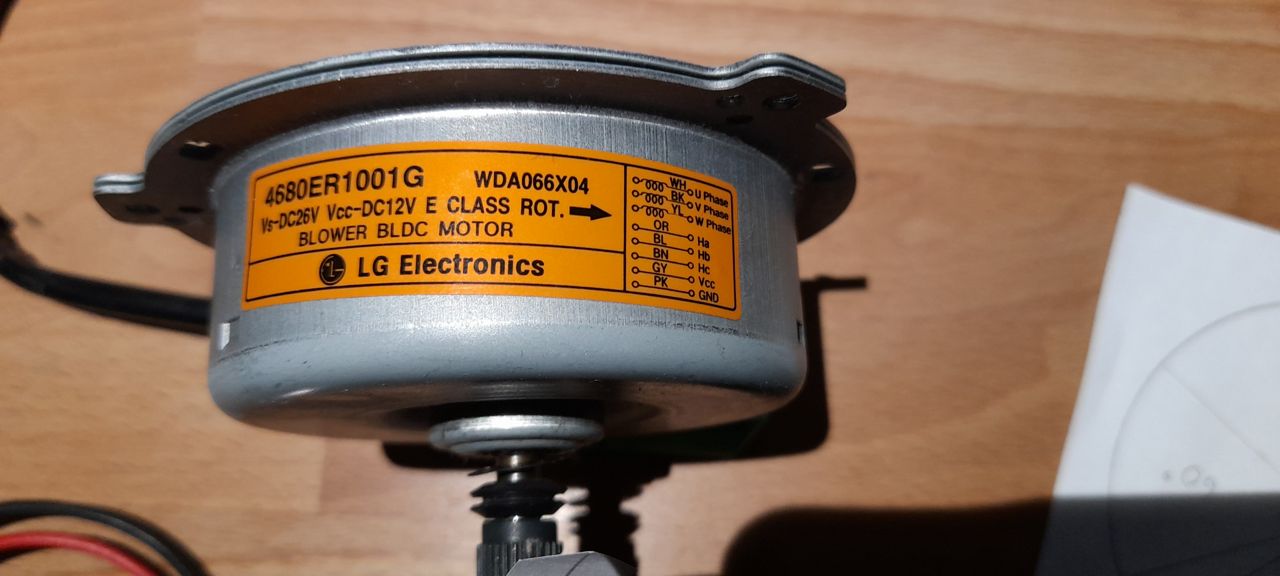 4680ER1001G WDA066X04
Vs-DC26V Vcc-DC12V E CLASS ROT.
BLOWER BLDC MOTOR
LG Electronics
WH U Phase
BK V Phase
YL W Phase
OR Ha
BL Hb
BN Hc
GY Vcc
PK GND